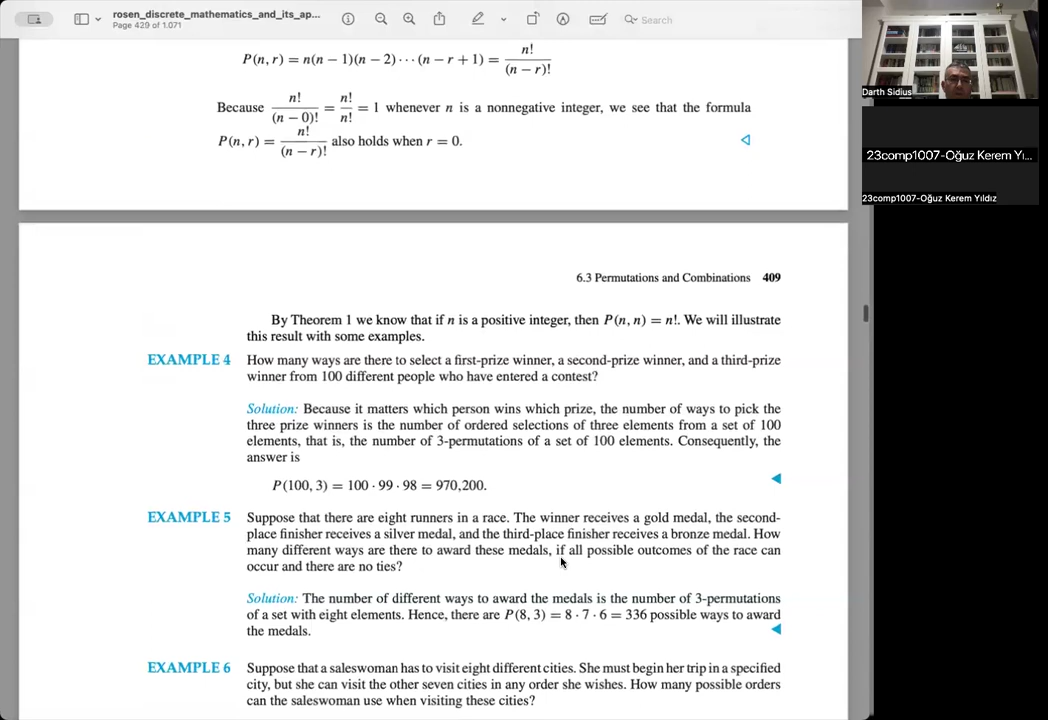 rosen_discrete_mathematics_and_its_ap...
Page 429 of 1.071
Search
P(n, r) = n(n − 1)(n − 2) ··· (n − r + 1) = n! / (n − r)!
Because n! / (n − 0)! = n! / n! = 1 whenever n is a nonnegative integer, we see that the formula
P(n, r) = n! / (n − r)! also holds when r = 0.
6.3 Permutations and Combinations 409
By Theorem 1 we know that if n is a positive integer, then P(n, n) = n!. We will illustrate
this result with some examples.
EXAMPLE 4 How many ways are there to select a first-prize winner, a second-prize winner, and a third-prize
winner from 100 different people who have entered a contest?
Solution: Because it matters which person wins which prize, the number of ways to pick the
three prize winners is the number of ordered selections of three elements from a set of 100
elements, that is, the number of 3-permutations of a set of 100 elements. Consequently, the
answer is
P(100, 3) = 100 · 99 · 98 = 970,200.
EXAMPLE 5 Suppose that there are eight runners in a race. The winner receives a gold medal, the second-
place finisher receives a silver medal, and the third-place finisher receives a bronze medal. How
many different ways are there to award these medals, if all possible outcomes of the race can
occur and there are no ties?
Solution: The number of different ways to award the medals is the number of 3-permutations
of a set with eight elements. Hence, there are P(8, 3) = 8 · 7 · 6 = 336 possible ways to award
the medals.
EXAMPLE 6 Suppose that a saleswoman has to visit eight different cities. She must begin her trip in a specified
city, but she can visit the other seven cities in any order she wishes. How many possible orders
can the saleswoman use when visiting these cities?
Darth Sidius
23comp1007-Oğuz Kerem Yı...
23comp1007-Oğuz Kerem Yıldız